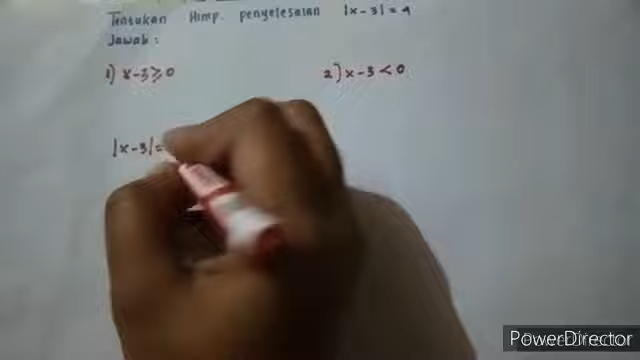 Tentukan Himp. penyelesaian |x-3| = 4
Jawab :
1) x-3 ≥ 0
2) x-3 < 0
|x-3| =
PowerDirector